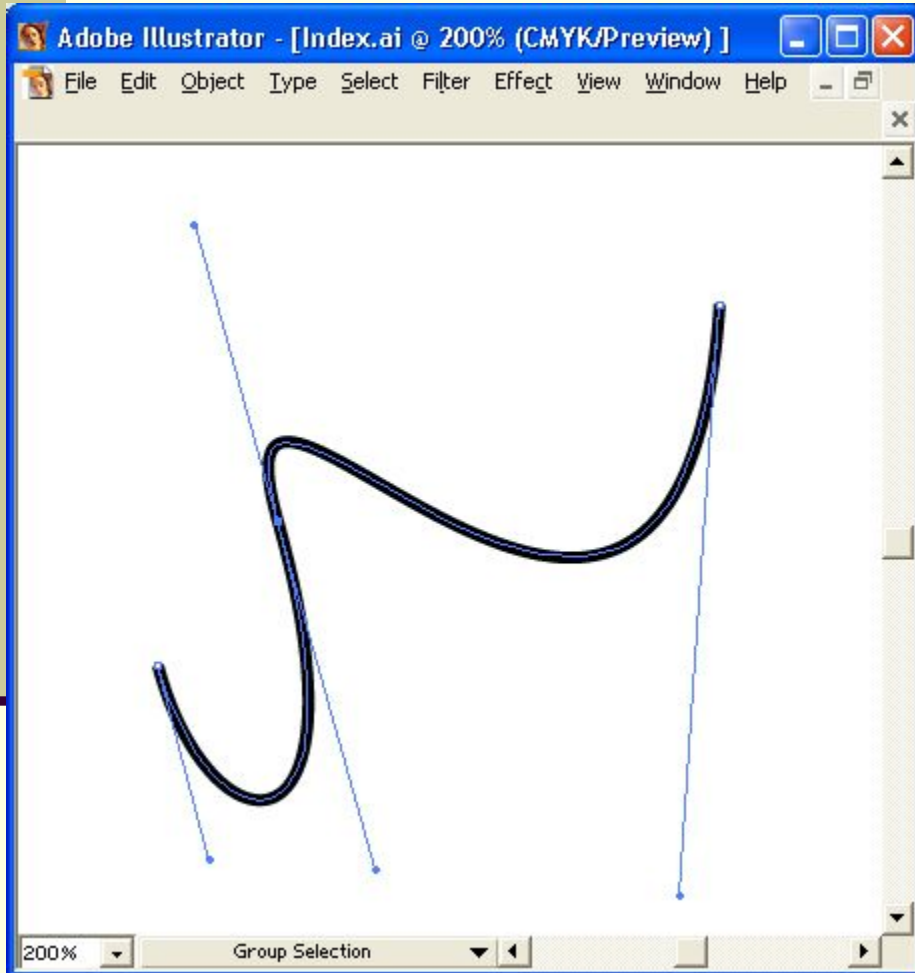 Adobe Illustrator - [Index.ai @ 200% (CMYK/Preview) ]
File Edit Object Type Select Filter Effect View Window Help
200% Group Selection